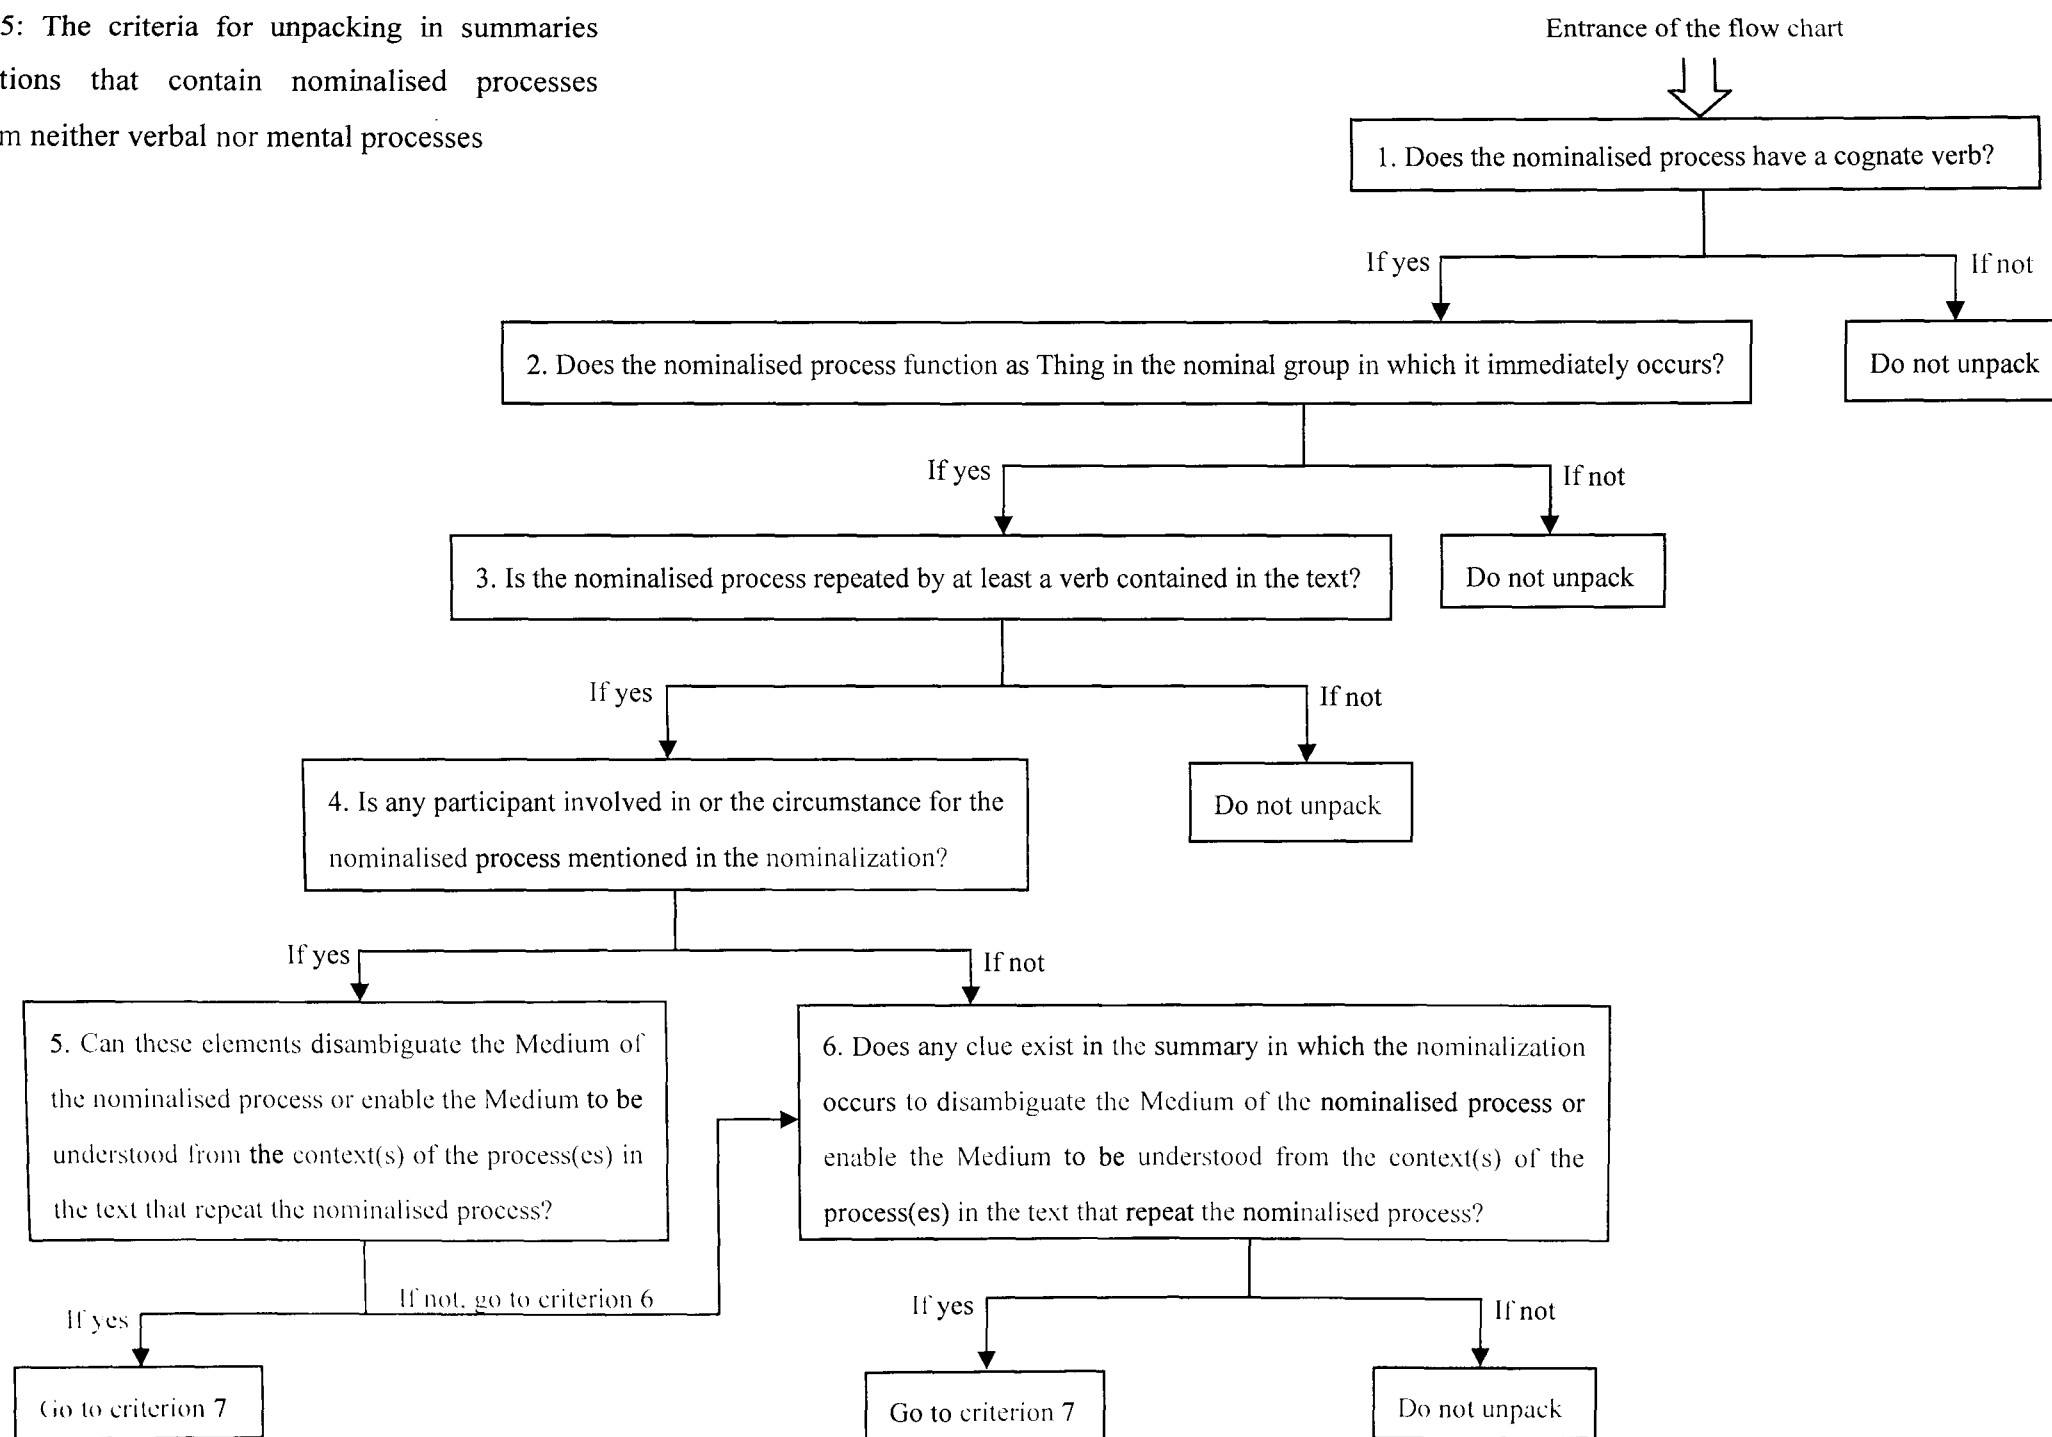 5: The criteria for unpacking in summaries
tions that contain nominalised processes
m neither verbal nor mental processes
Entrance of the flow chart
1. Does the nominalised process have a cognate verb?
If yes
If not
2. Does the nominalised process function as Thing in the nominal group in which it immediately occurs?
Do not unpack
If yes
If not
3. Is the nominalised process repeated by at least a verb contained in the text?
Do not unpack
If yes
If not
4. Is any participant involved in or the circumstance for the
nominalised process mentioned in the nominalization?
Do not unpack
If yes
If not
5. Can these elements disambiguate the Medium of
the nominalised process or enable the Medium to be
understood from the context(s) of the process(es) in
the text that repeat the nominalised process?
6. Does any clue exist in the summary in which the nominalization
occurs to disambiguate the Medium of the nominalised process or
enable the Medium to be understood from the context(s) of the
process(es) in the text that repeat the nominalised process?
If yes
If not, go to criterion 6
If yes
If not
Go to criterion 7
Go to criterion 7
Do not unpack